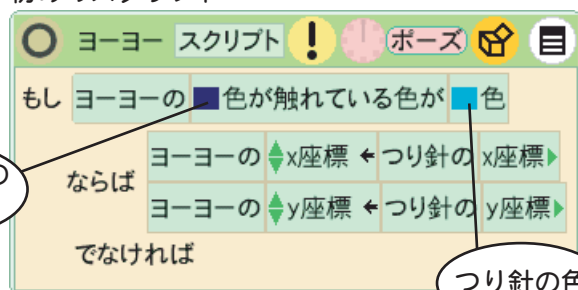 ヨーヨー スクリプト ! ポーズ
もし ヨーヨーの 色が触れている色が 色
ならば
ヨーヨーの x座標 ← つり針の x座標
ヨーヨーの y座標 ← つり針の y座標
でなければ
の
つり針の色